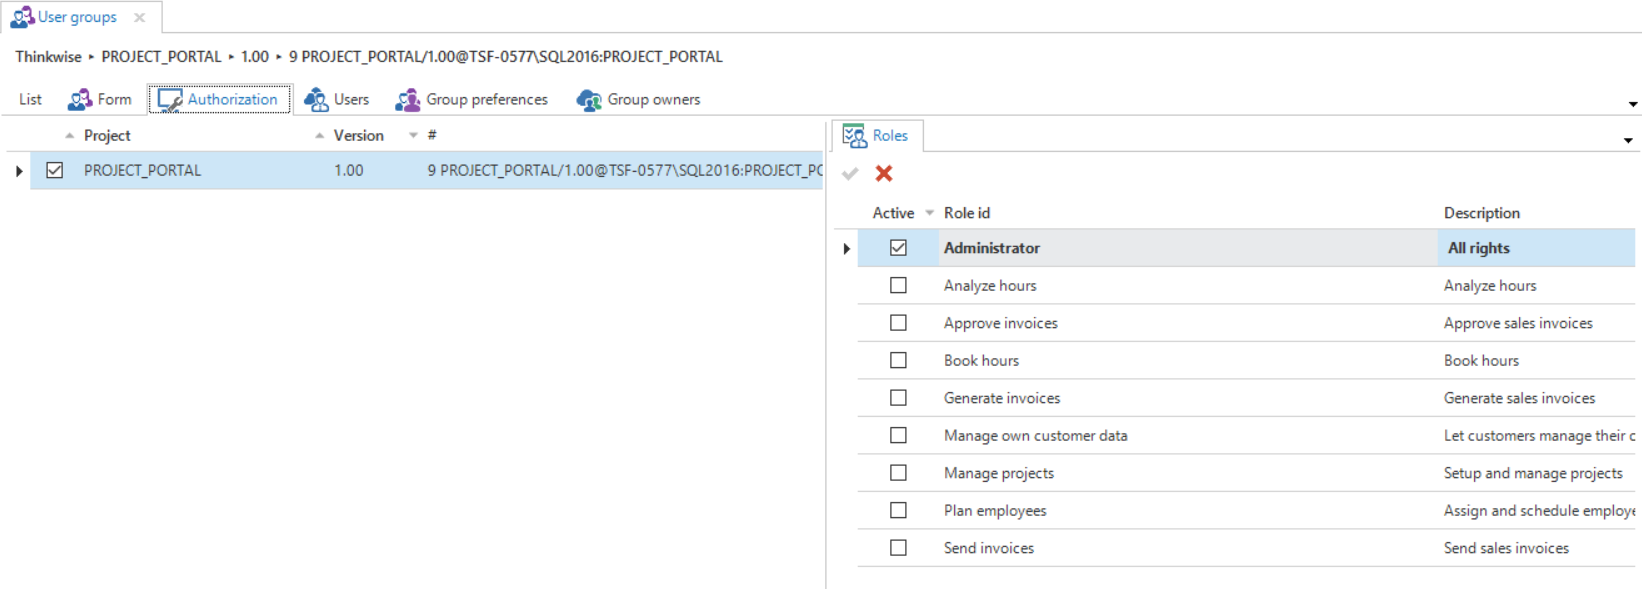 User groups
Thinkwise ▸ PROJECT_PORTAL ▸ 1.00 ▸ 9 PROJECT_PORTAL/1.00@TSF-0577\SQL2016:PROJECT_PORTAL
List Form Authorization Users Group preferences Group owners
Project Version #
PROJECT_PORTAL 1.00 9 PROJECT_PORTAL/1.00@TSF-0577\SQL2016:PROJECT_PO
Roles
Active Role id Description
Administrator All rights
Analyze hours Analyze hours
Approve invoices Approve sales invoices
Book hours Book hours
Generate invoices Generate sales invoices
Manage own customer data Let customers manage their c
Manage projects Setup and manage projects
Plan employees Assign and schedule employe
Send invoices Send sales invoices